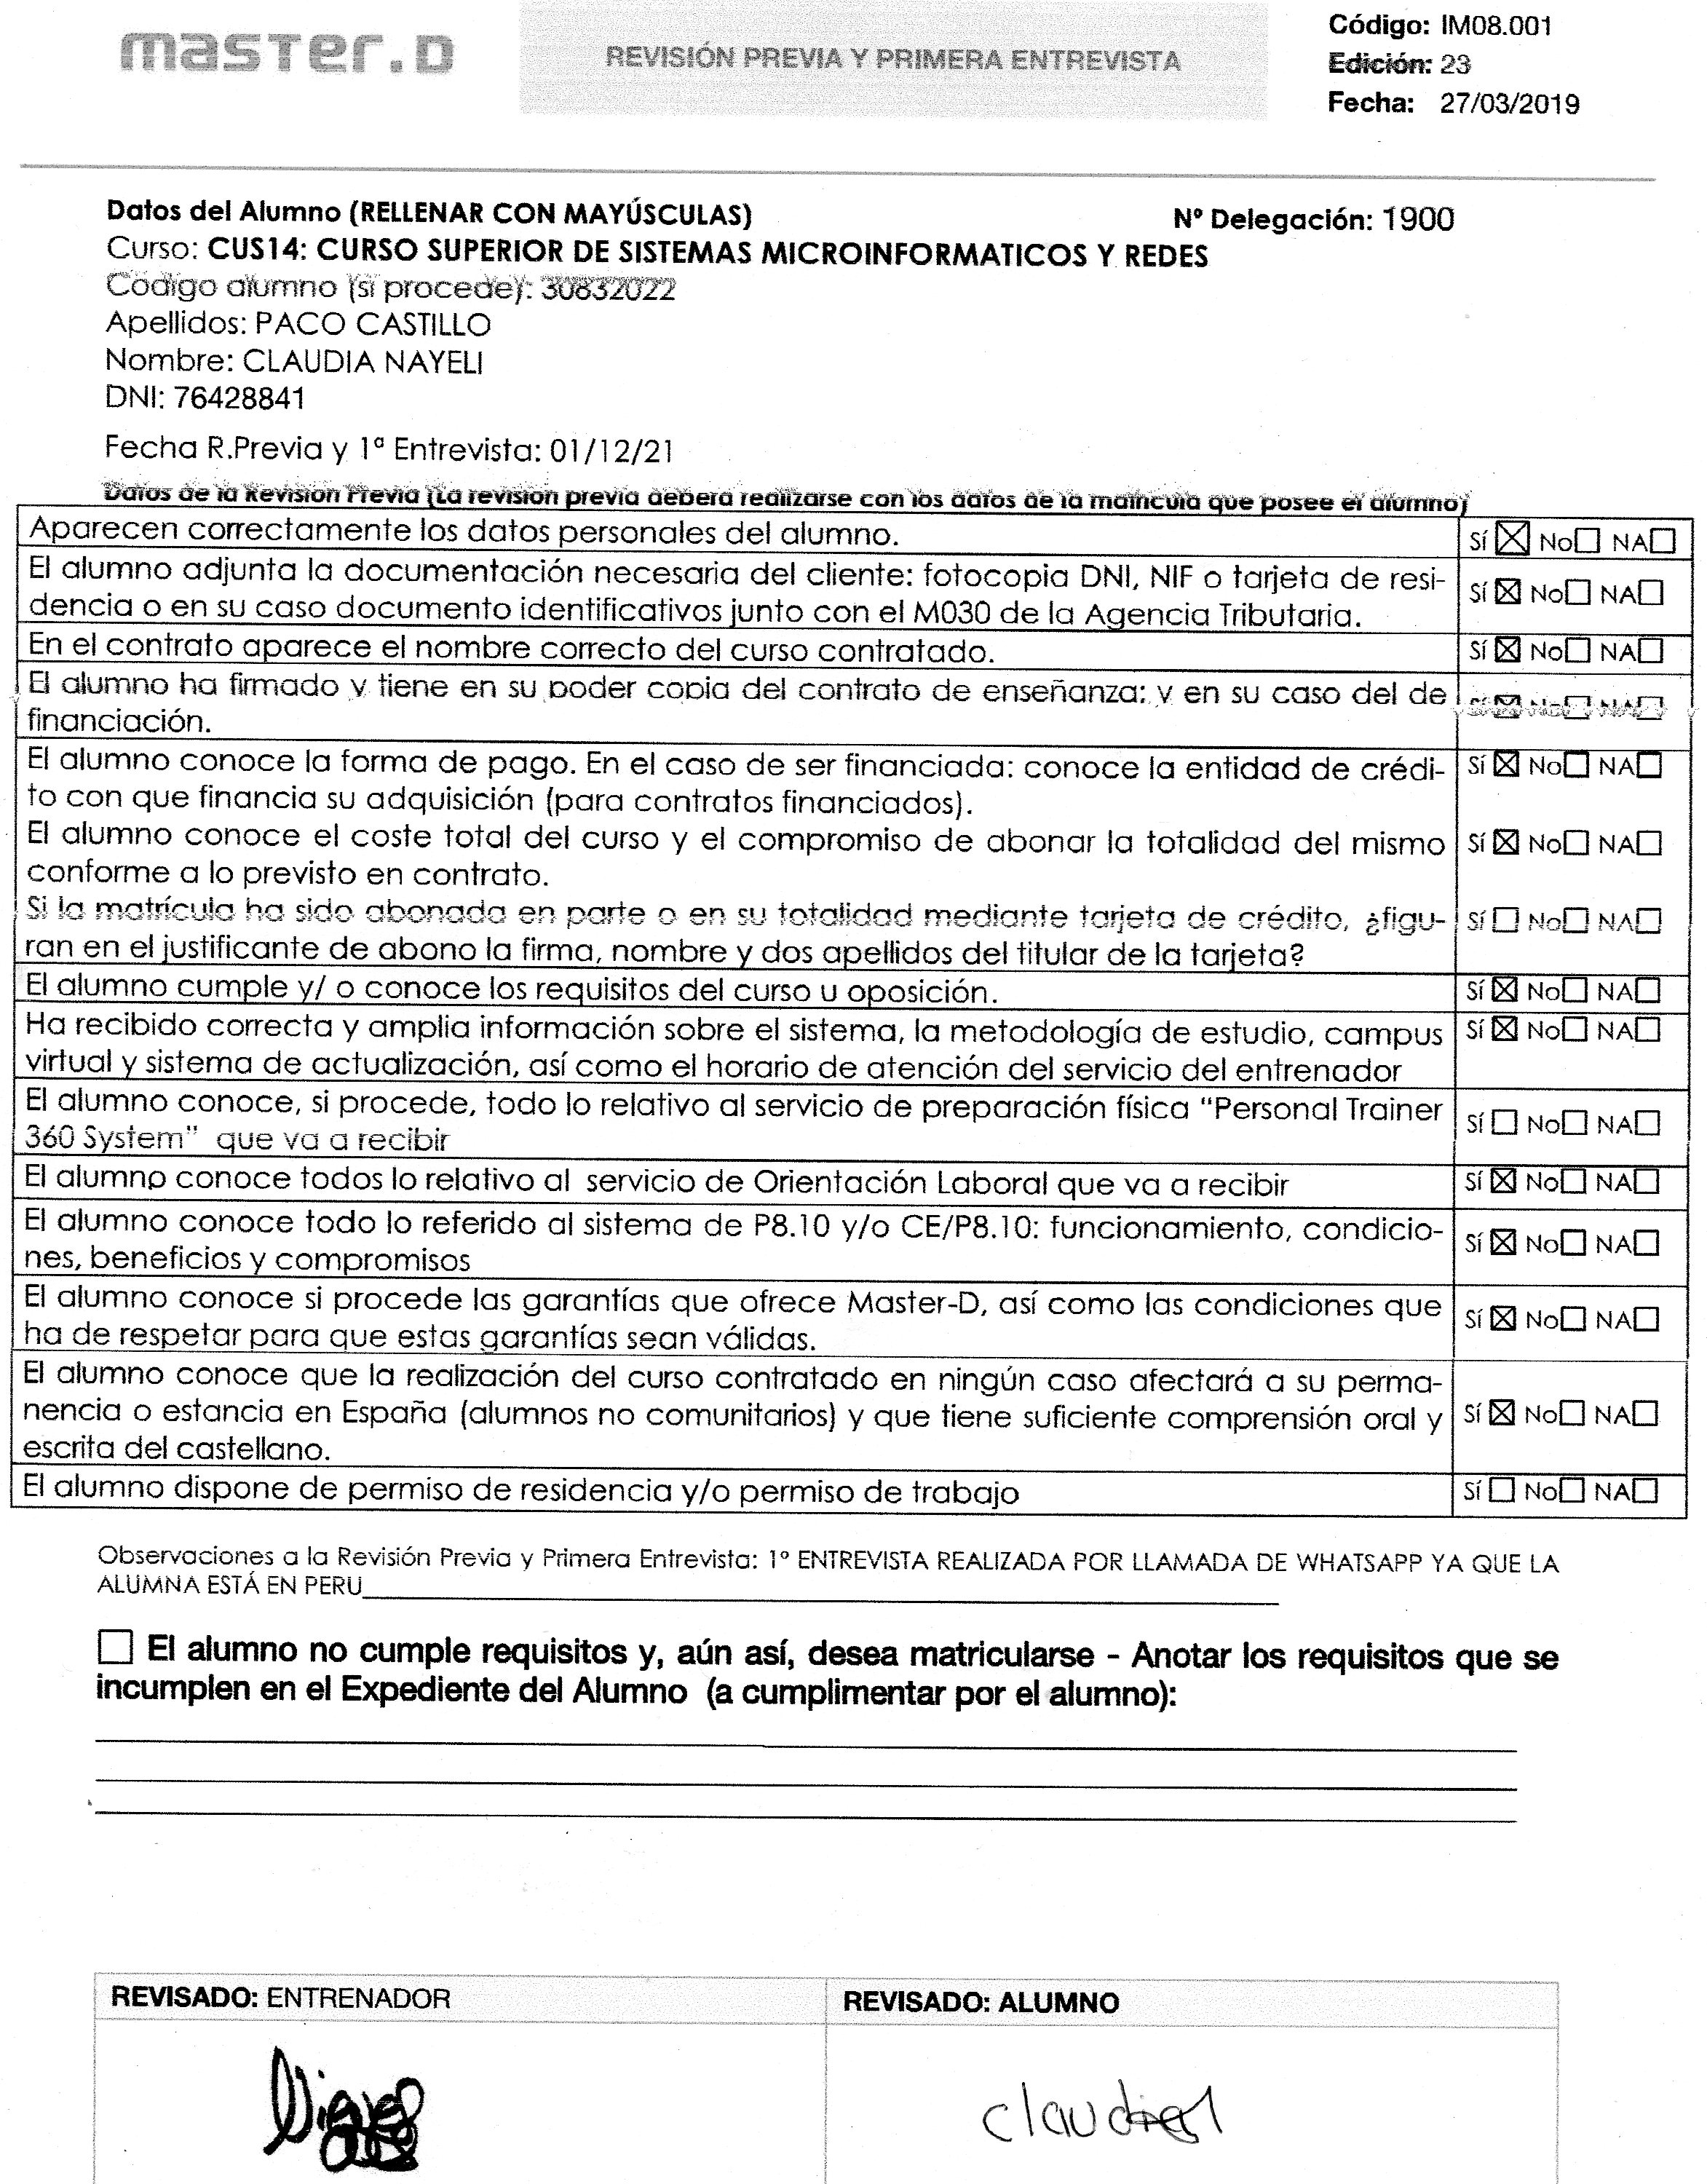 master.D
REVISIÓN PREVIA Y PRIMERA ENTREVISTA
Código: IM08.001
Edición: 23
Fecha: 27/03/2019
Datos del Alumno (RELLENAR CON MAYÚSCULAS)
Nº Delegación: 1900
Curso: CUS14: CURSO SUPERIOR DE SISTEMAS MICROINFORMATICOS Y REDES
Código alumno (si procede): 30832022
Apellidos: PACO CASTILLO
Nombre: CLAUDIA NAYELI
DNI: 76428841
Fecha R.Previa y 1ª Entrevista: 01/12/21
Datos de la Revisión Previa (La revisión previa deberá realizarse con los datos de la matrícula que posee el alumno)
Aparecen correctamente los datos personales del alumno.
Sí ☒ No☐ NA☐
El alumno adjunta la documentación necesaria del cliente: fotocopia DNI, NIF o tarjeta de resi-
dencia o en su caso documento identificativos junto con el M030 de la Agencia Tributaria.
Sí ☒ No☐ NA☐
En el contrato aparece el nombre correcto del curso contratado.
Sí ☒ No☐ NA☐
El alumno ha firmado y tiene en su poder copia del contrato de enseñanza: y en su caso del de
financiación.
Sí ☒ No☐ NA☐
El alumno conoce la forma de pago. En el caso de ser financiada: conoce la entidad de crédi-
to con que financia su adquisición (para contratos financiados).
Sí ☒ No☐ NA☐
El alumno conoce el coste total del curso y el compromiso de abonar la totalidad del mismo
conforme a lo previsto en contrato.
Sí ☒ No☐ NA☐
Si la matrícula ha sido abonada en parte o en su totalidad mediante tarjeta de crédito, ¿figu-
ran en el justificante de abono la firma, nombre y dos apellidos del titular de la tarjeta?
Sí ☐ No☐ NA☐
El alumno cumple y/ o conoce los requisitos del curso u oposición.
Sí ☒ No☐ NA☐
Ha recibido correcta y amplia información sobre el sistema, la metodología de estudio, campus
virtual y sistema de actualización, así como el horario de atención del servicio del entrenador
Sí ☒ No☐ NA☐
El alumno conoce, si procede, todo lo relativo al servicio de preparación física “Personal Trainer
360 System” que va a recibir
Sí ☐ No☐ NA☐
El alumno conoce todos lo relativo al servicio de Orientación Laboral que va a recibir
Sí ☒ No☐ NA☐
El alumno conoce todo lo referido al sistema de P8.10 y/o CE/P8.10: funcionamiento, condicio-
nes, beneficios y compromisos
Sí ☒ No☐ NA☐
El alumno conoce si procede las garantías que ofrece Master-D, así como las condiciones que
ha de respetar para que estas garantías sean válidas.
Sí ☒ No☐ NA☐
El alumno conoce que la realización del curso contratado en ningún caso afectará a su perma-
nencia o estancia en España (alumnos no comunitarios) y que tiene suficiente comprensión oral y
escrita del castellano.
Sí ☒ No☐ NA☐
El alumno dispone de permiso de residencia y/o permiso de trabajo
Sí ☐ No☐ NA☐
Observaciones a la Revisión Previa y Primera Entrevista: 1º ENTREVISTA REALIZADA POR LLAMADA DE WHATSAPP YA QUE LA
ALUMNA ESTÁ EN PERU
☐ El alumno no cumple requisitos y, aún así, desea matricularse - Anotar los requisitos que se
incumplen en el Expediente del Alumno (a cumplimentar por el alumno):
REVISADO: ENTRENADOR
REVISADO: ALUMNO